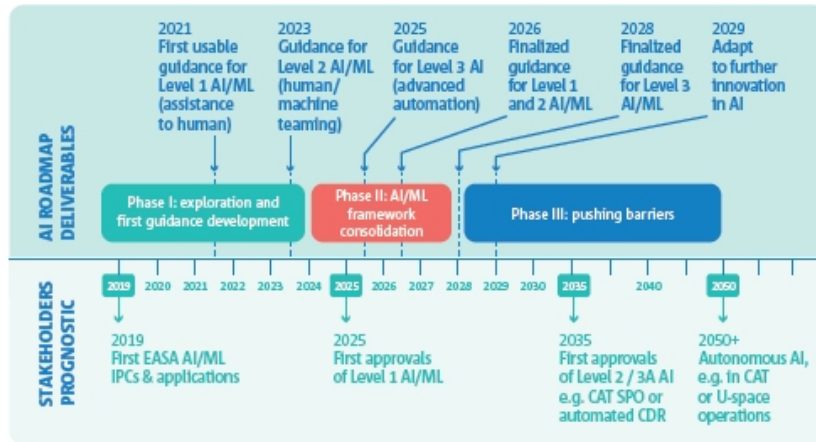 AI ROADMAP
DELIVERABLES
2021
First usable
guidance for
Level 1 AI/ML
(assistance
to human)
2023
Guidance for
Level 2 AI/ML
(human/
machine
teaming)
2025
Guidance
for Level 3 AI
(advanced
automation)
2026
Finalized
guidance
for Level 1
and 2 AI/ML
2028
Finalized
guidance
for Level 3
AI/ML
2029
Adapt
to further
innovation
in AI
Phase I: exploration and
first guidance development
Phase II: AI/ML
framework
consolidation
Phase III: pushing barriers
2019 2020 2021 2022 2023 2024 2025 2026 2027 2028 2029 2030 2035 2040 2050
STAKEHOLDERS
PROGNOSTIC
2019
First EASA AI/ML
IPCs & applications
2025
First approvals
of Level 1 AI/ML
2035
First approvals
of Level 2 / 3A AI
e.g. CAT SPO or
automated CDR
2050+
Autonomous AI,
e.g. in CAT
or U-space
operations